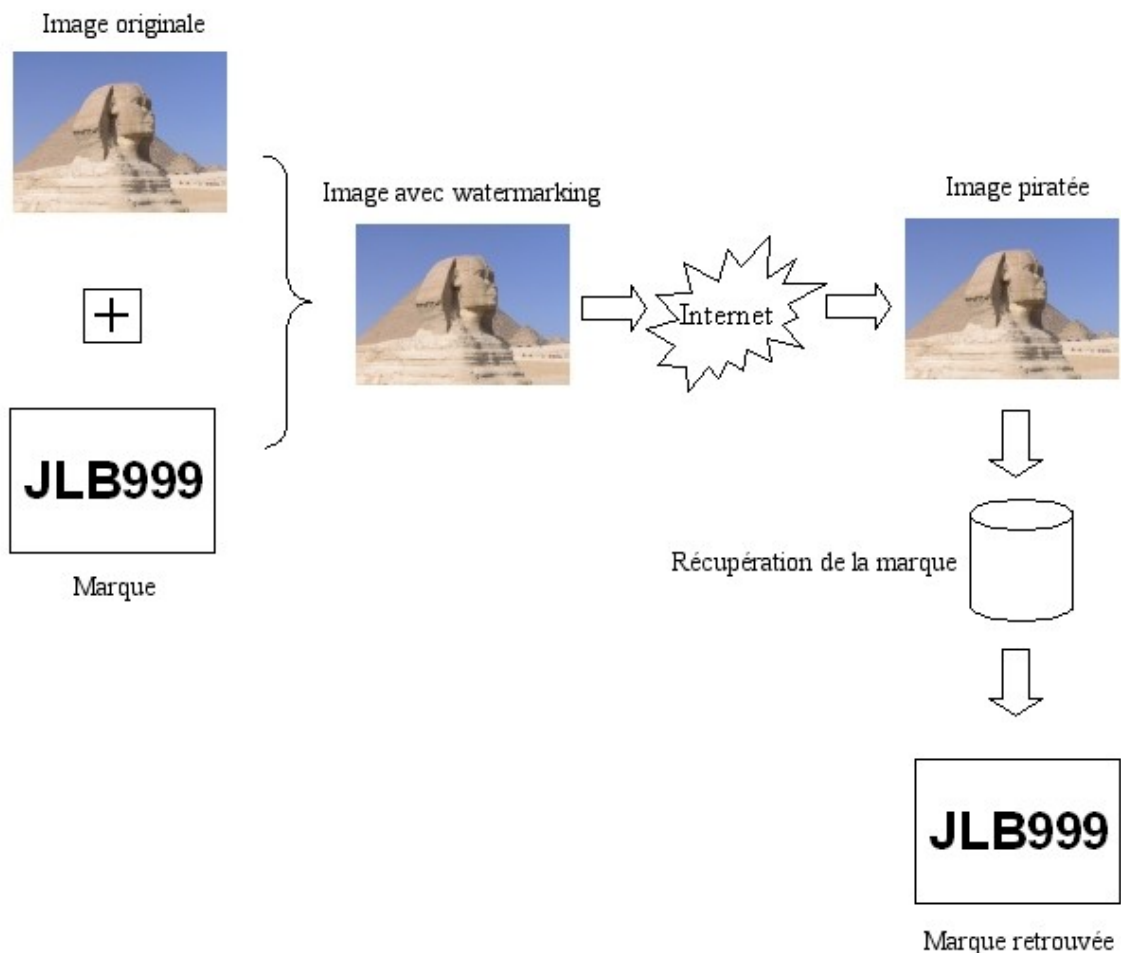 Image originale
Image avec watermarking
Image piratée
Internet
JLB999
Marque
Récupération de la marque
JLB999
Marque retrouvée